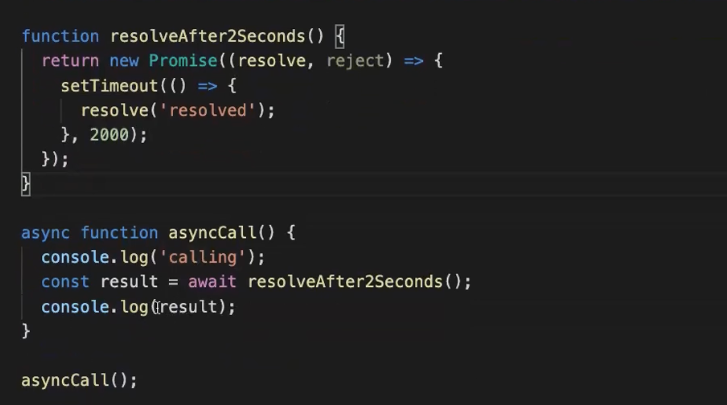 function resolveAfter2Seconds() {
  return new Promise((resolve, reject) => {
    setTimeout(() => {
      resolve('resolved');
    }, 2000);
  });
}

async function asyncCall() {
  console.log('calling');
  const result = await resolveAfter2Seconds();
  console.log(result);
}

asyncCall();